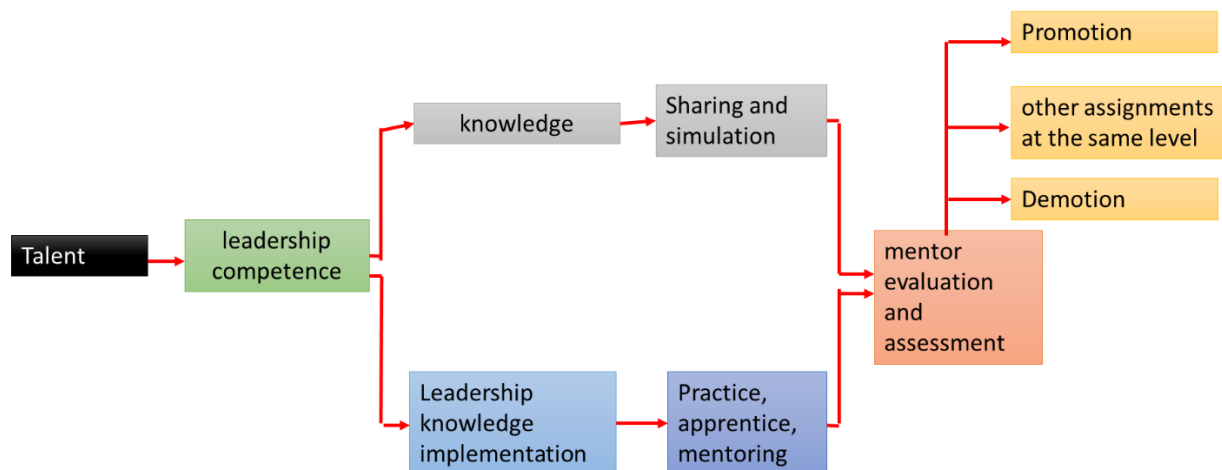 Promotion
other assignments
at the same level
Demotion
knowledge
Sharing and
simulation
Talent
leadership
competence
mentor
evaluation
and
assessment
Leadership
knowledge
implementation
Practice,
apprentice,
mentoring